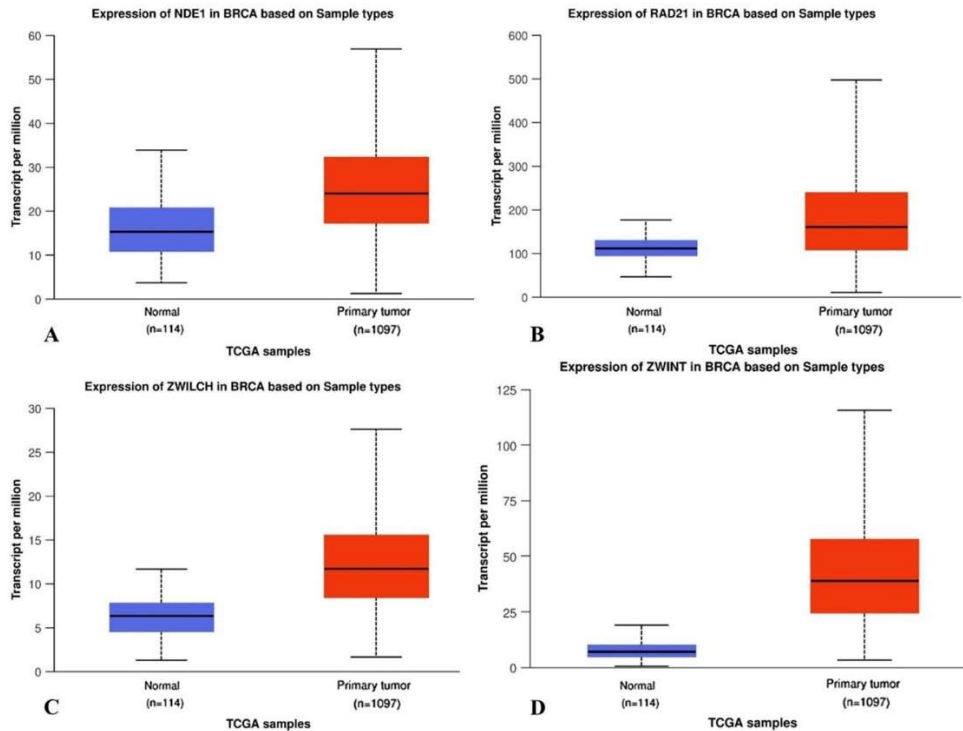 Expression of NDE1 in BRCA based on Sample types
Transcript per million
60
50
40
30
20
10
0
Normal
(n=114)
Primary tumor
(n=1097)
TCGA samples
A
Expression of RAD21 in BRCA based on Sample types
Transcript per million
600
500
400
300
200
100
0
Normal
(n=114)
Primary tumor
(n=1097)
TCGA samples
B
Expression of ZWILCH in BRCA based on Sample types
Transcript per million
30
25
20
15
10
5
0
Normal
(n=114)
Primary tumor
(n=1097)
TCGA samples
C
Expression of ZWINT in BRCA based on Sample types
Transcript per million
125
100
75
50
25
0
Normal
(n=114)
Primary tumor
(n=1097)
TCGA samples
D